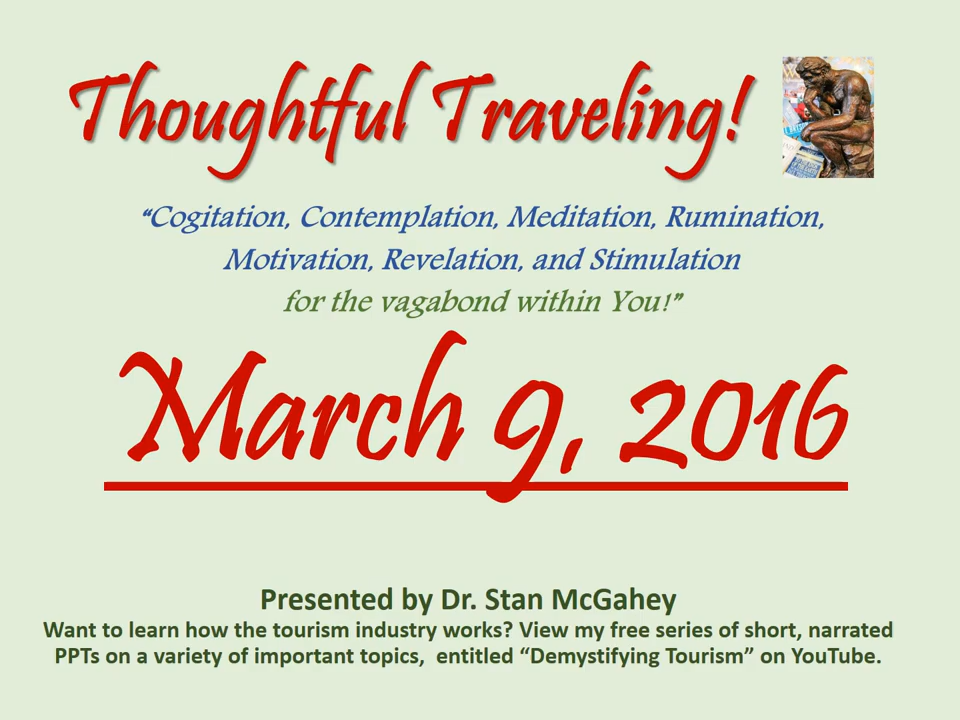 Thoughtful Traveling!
“Cogitation, Contemplation, Meditation, Rumination,
Motivation, Revelation, and Stimulation
for the vagabond within You!”
March 9, 2016
Presented by Dr. Stan McGahey
Want to learn how the tourism industry works? View my free series of short, narrated
PPTs on a variety of important topics,  entitled “Demystifying Tourism” on YouTube.